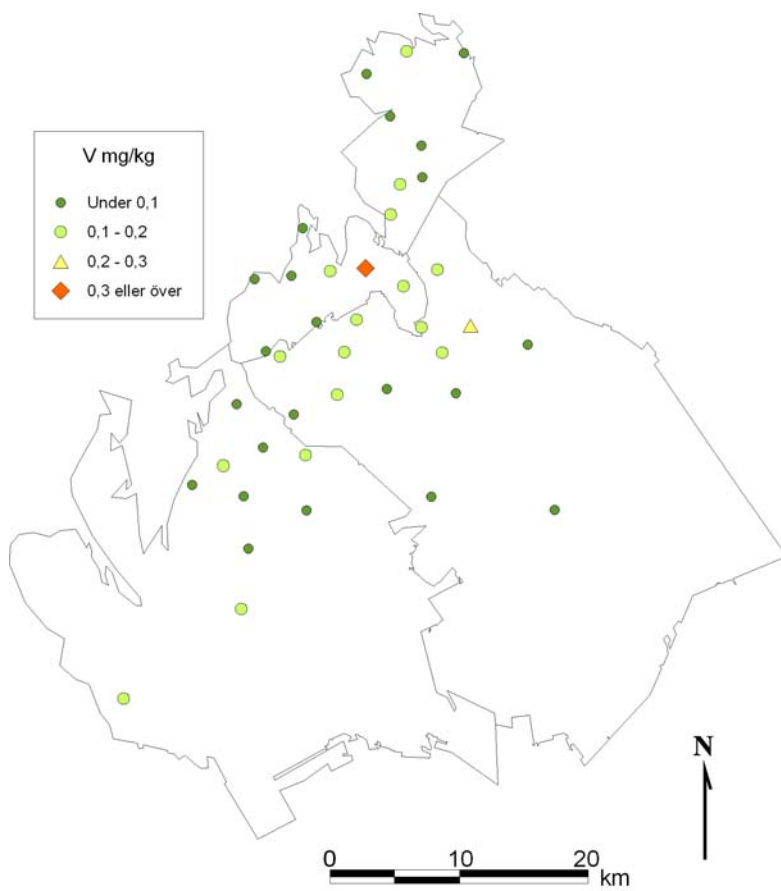 V mg/kg
Under 0,1
0,1 - 0,2
0,2 - 0,3
0,3 eller över
N
0 10 20
km